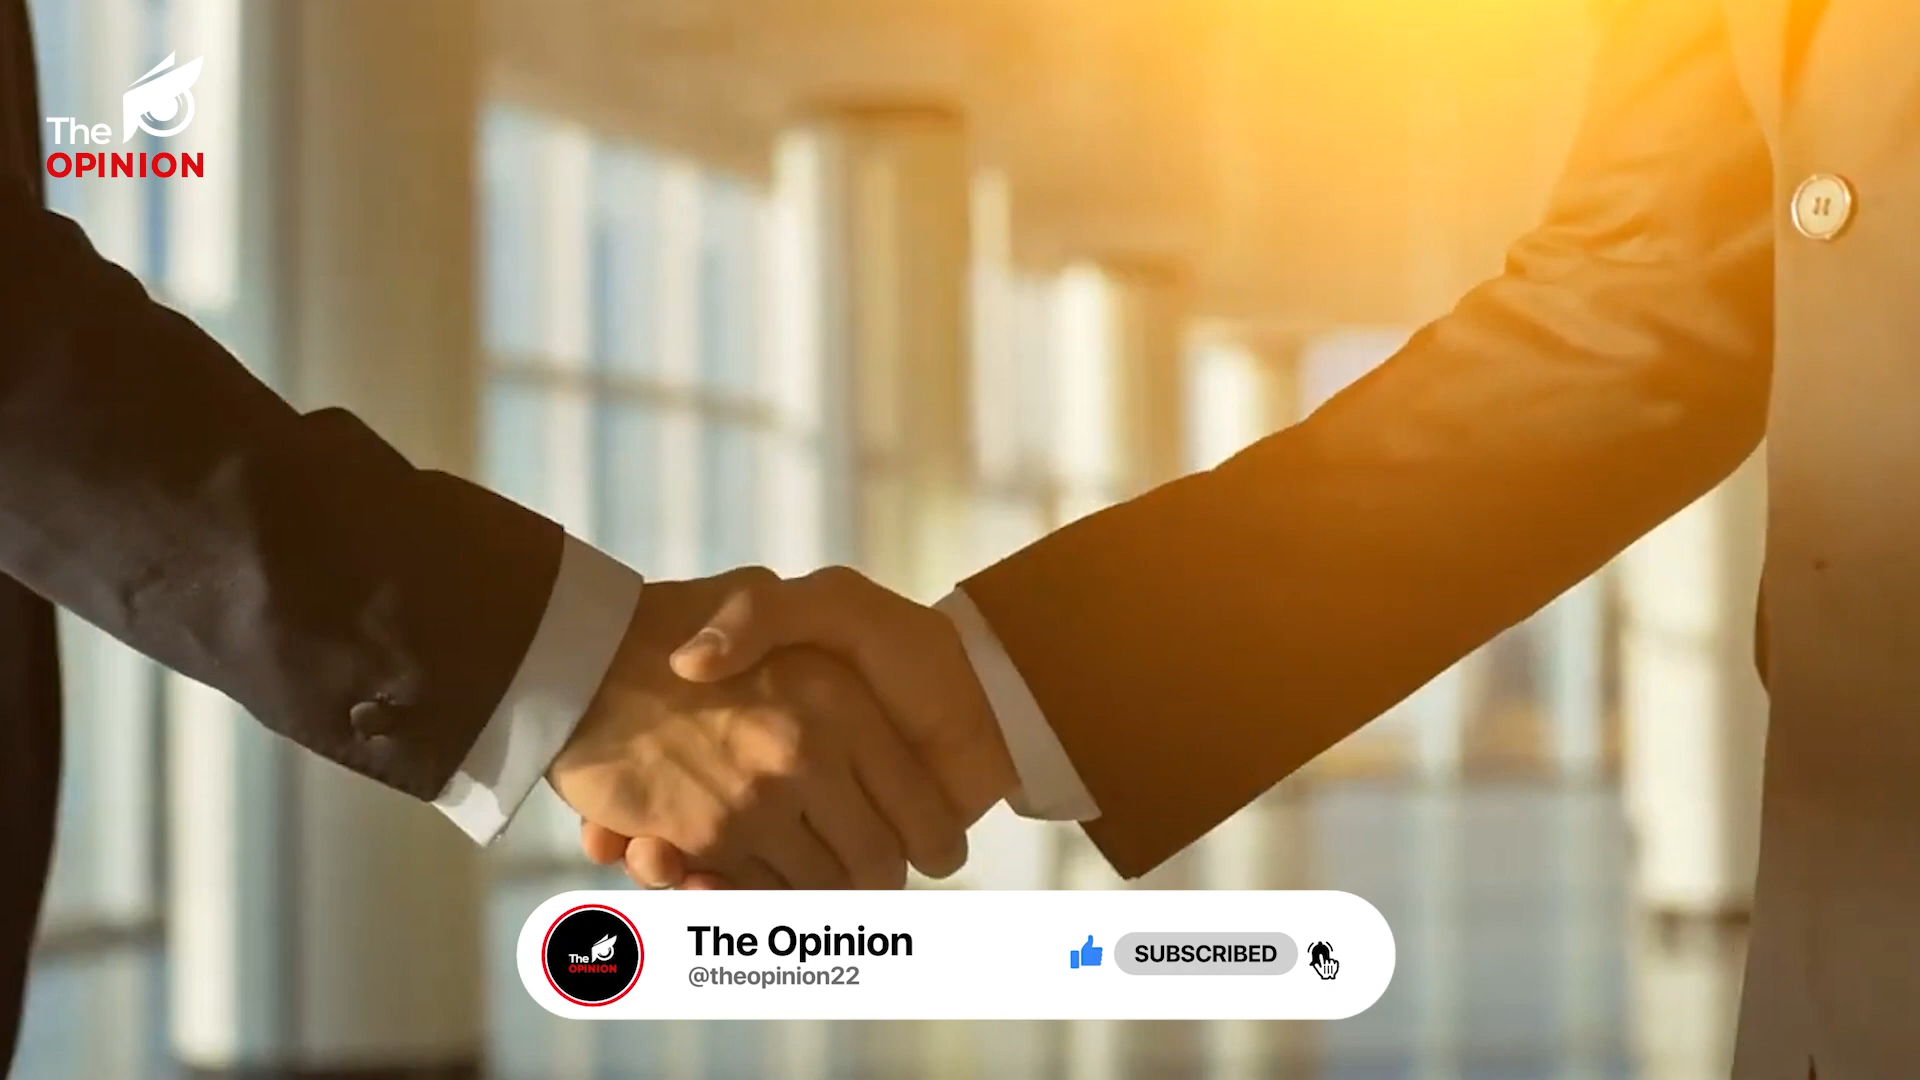 The
OPINION
The
OPINION
The Opinion
@theopinion22
SUBSCRIBED